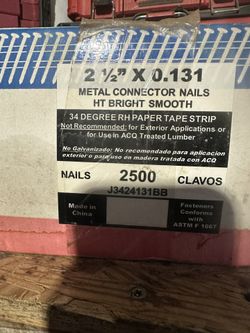 2 ½” X 0.131
METAL CONNECTOR NAILS
HT BRIGHT SMOOTH
34 DEGREE RH PAPER TAPE STRIP
Not Recommended: for Exterior Applications or
for Use in ACQ Treated Lumber
No Galvanizado: No recomendado para aplicacion
exterior o para uso en madera tratada con ACQ
NAILS 2500 CLAVOS
J3424131BB
Made in
China
Fasteners
Conforms with
ASTM F 1667